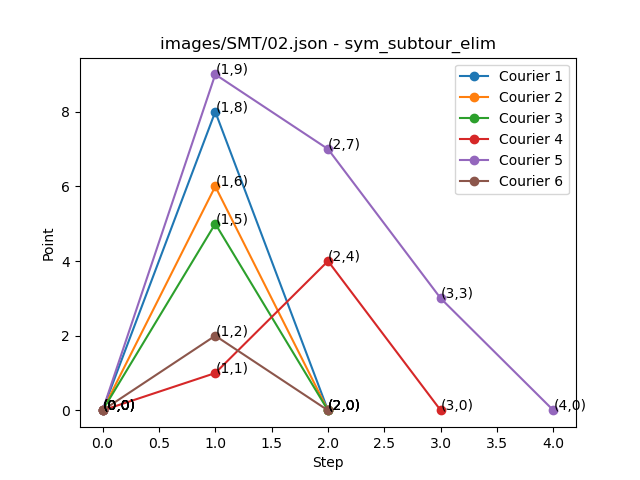 images/SMT/02.json - sym_subtour_elim
(1,9)
Courier 1
Courier 2
Courier 3
Courier 4
Courier 5
Courier 6
(1,8)
(2,7)
(1,6)
(1,5)
(2,4)
(3,3)
(1,2)
(1,1)
(0,0)
(2,0)
(3,0)
(4,0)
8
6
4
2
0
Point
0.0 0.5 1.0 1.5 2.0 2.5 3.0 3.5 4.0
Step